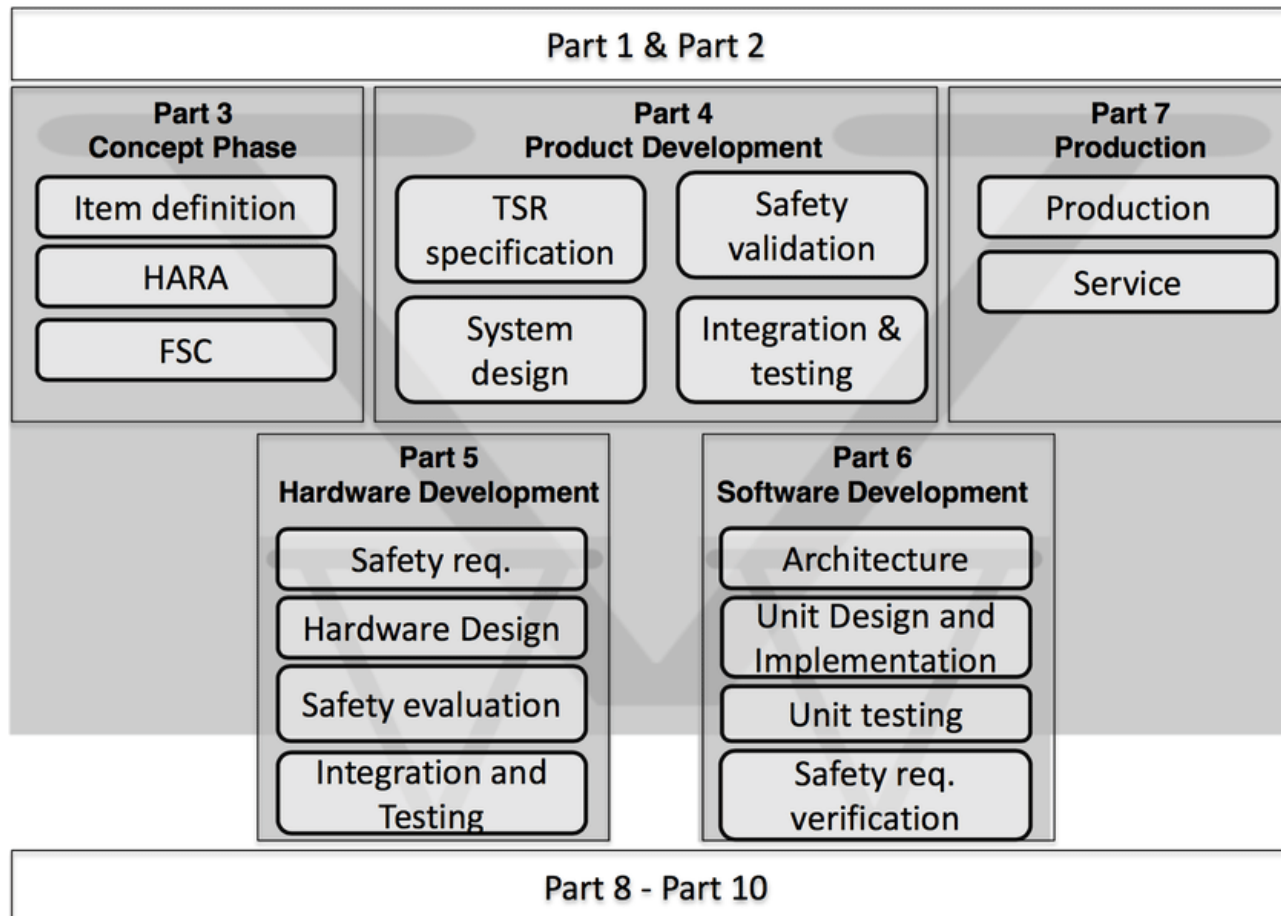 Part 1 & Part 2
Part 3
Concept Phase
Item definition
HARA
FSC
Part 4
Product Development
TSR
specification
Safety
validation
System
design
Integration &
testing
Part 7
Production
Production
Service
Part 5
Hardware Development
Safety req.
Hardware Design
Safety evaluation
Integration and
Testing
Part 6
Software Development
Architecture
Unit Design and
Implementation
Unit testing
Safety req.
verification
Part 8 - Part 10